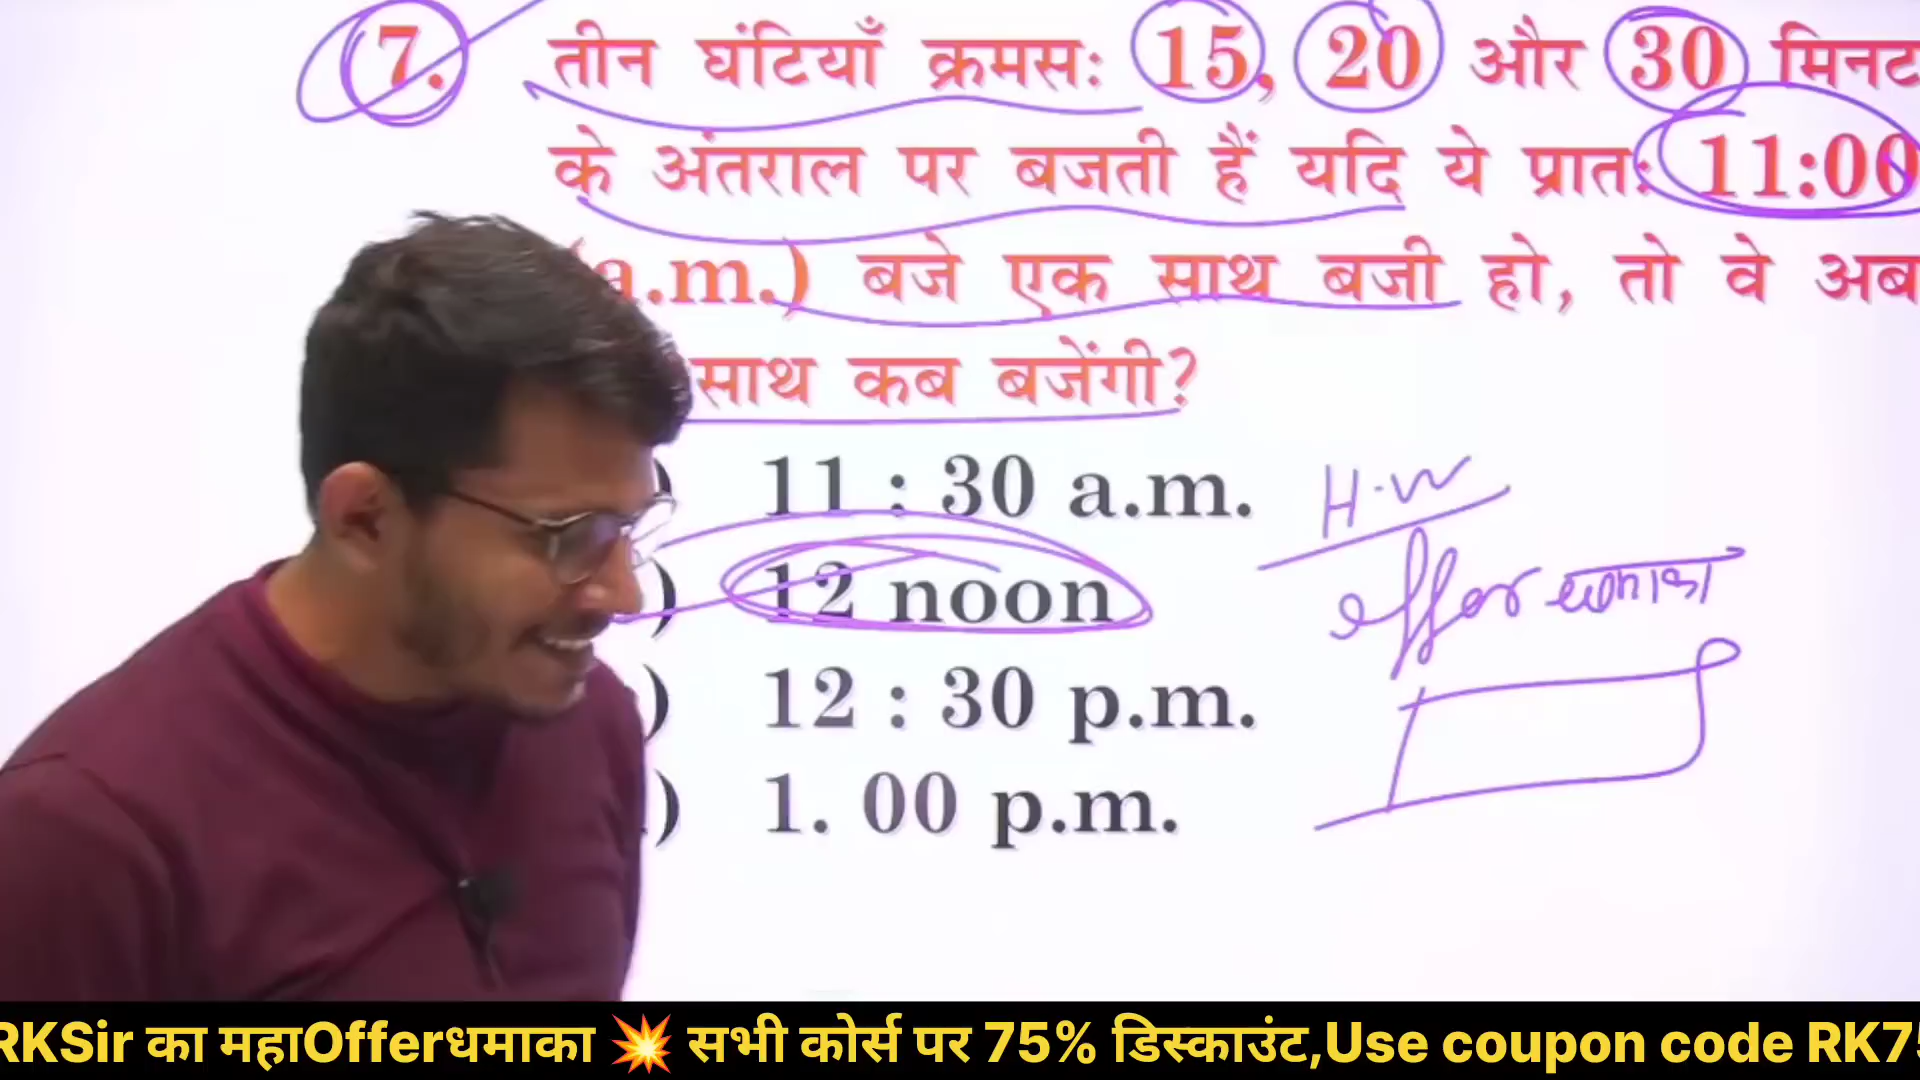 7. तीन घंटियाँ क्रमसः 15, 20 और 30 मिनट
के अंतराल पर बजती हैं यदि ये प्रातः 11:00
(a.m.) बजे एक साथ बजी हो, तो वे अब
साथ कब बजेंगी?
) 11 : 30 a.m.
) 12 noon
) 12 : 30 p.m.
) 1. 00 p.m.
H.W
offer धमाका
RKSir का महाOfferधमाका 💥 सभी कोर्स पर 75% डिस्काउंट,Use coupon code RK75